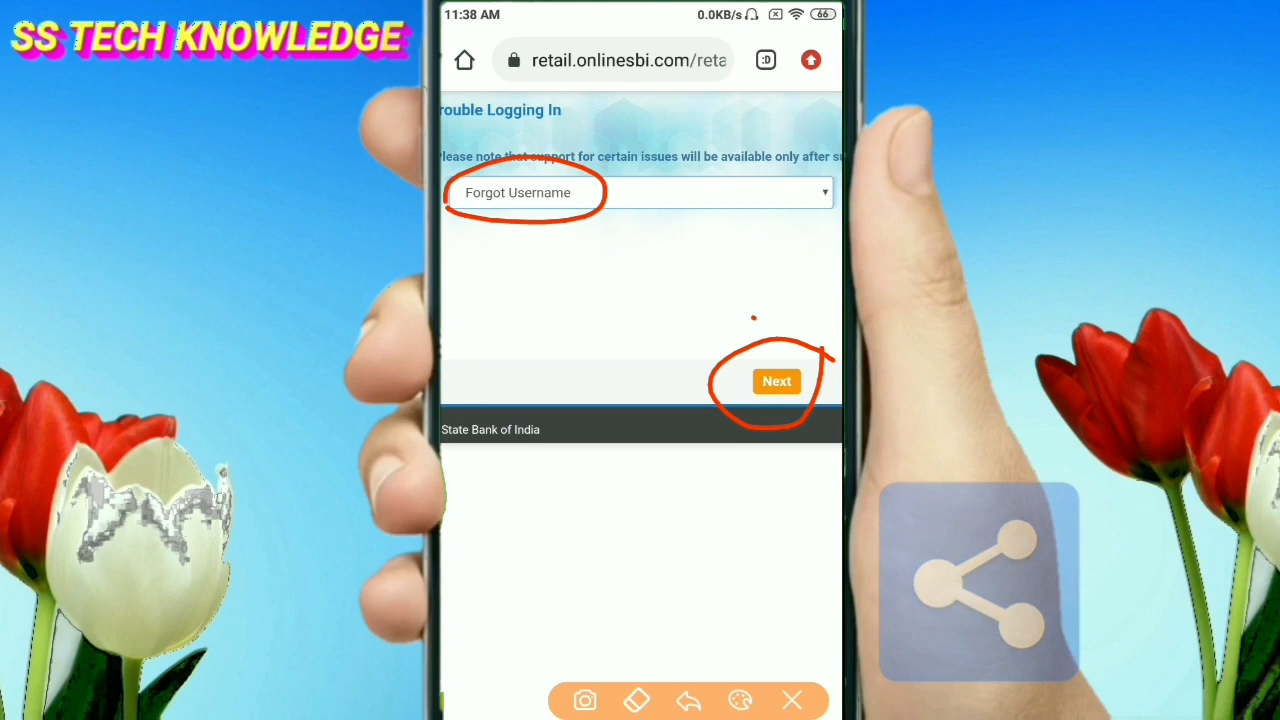 SS TECH KNOWLEDGE
11:38 AM
0.0KB/s
66
retail.onlinesbi.com/reta
:D
rouble Logging In
lease note that support for certain issues will be available only after su
Forgot Username
Next
State Bank of India